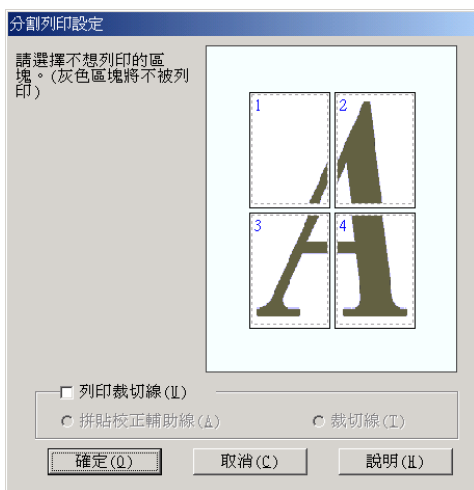 分割列印設定
請選擇不想列印的區
塊。(灰色區塊將不被列
印)
1
2
3
4
列印裁切線(U)
拼貼校正輔助線(A)
裁切線(T)
確定(O)
取消(C)
說明(H)